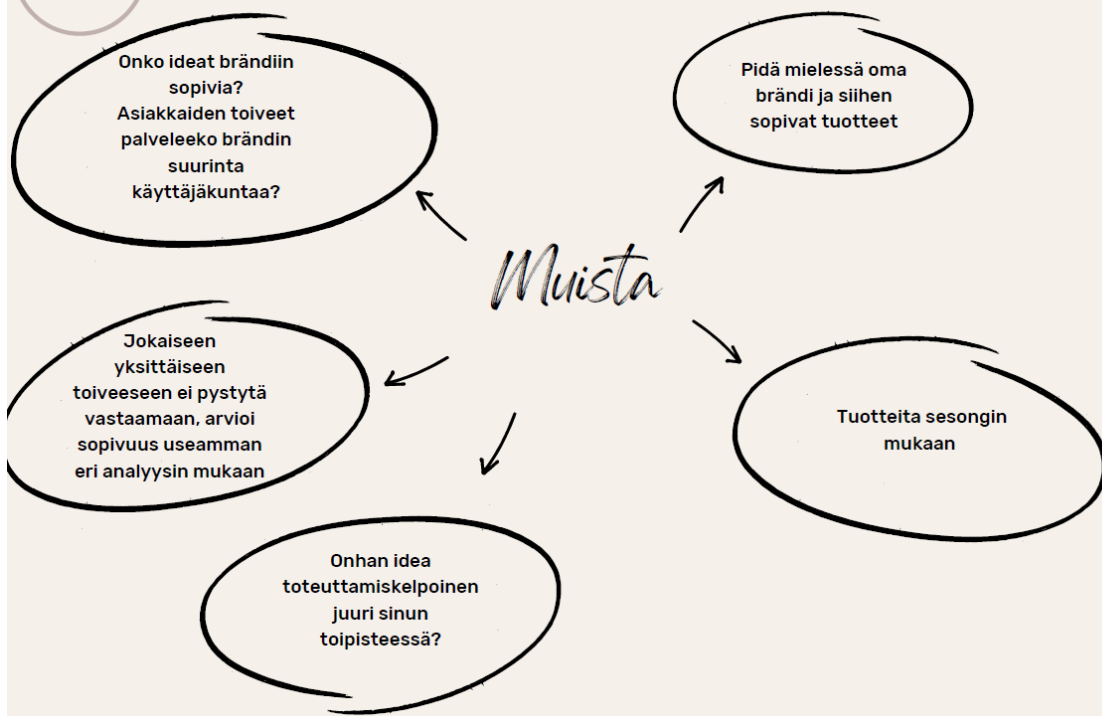 Onko ideat brändiin
sopivia?
Asiakkaiden toiveet
palveleeko brändin
suurinta
käyttäjäkuntaa?
Pidä mielessä oma
brändi ja siihen
sopivat tuotteet
Muista
Jokaiseen
yksittäiseen
toiveeseen ei pystytä
vastaamaan, arvioi
sopivuus useamman
eri analyysin mukaan
Tuotteita sesongin
mukaan
Onhan idea
toteuttamiskelpoinen
juuri sinun
toipisteessä?